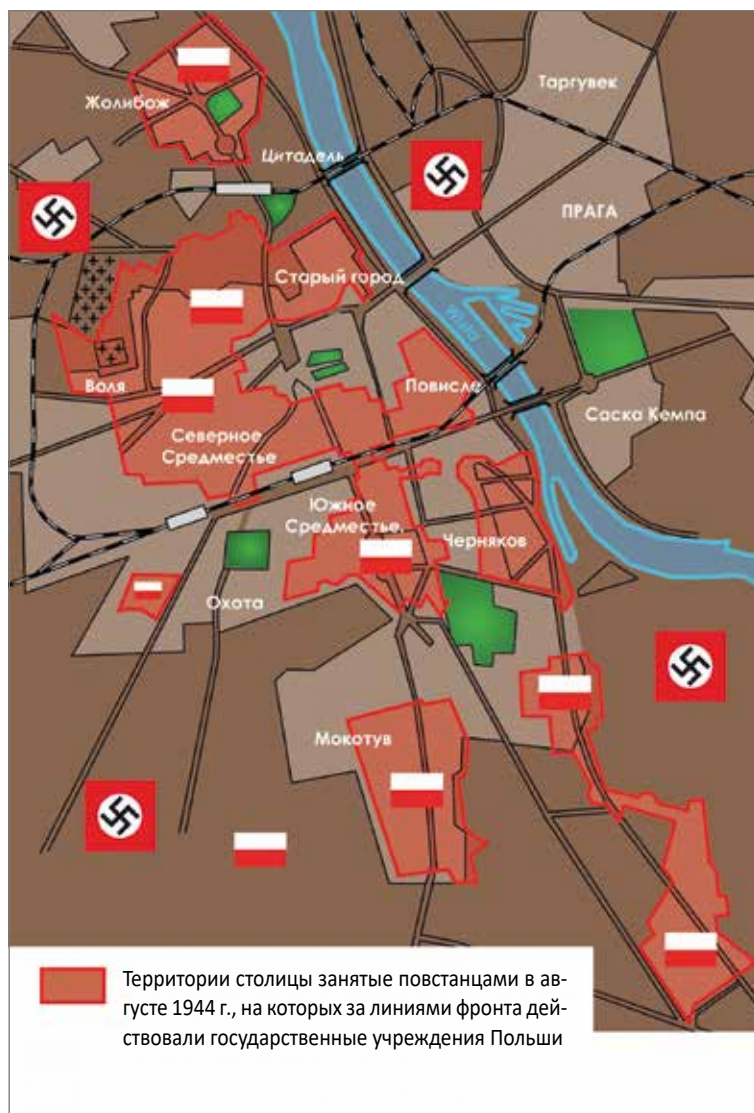 Таргувек
Жолибож
Цитадель
ПРАГА
Старый город
Воля
Повисле
Саска Кемпа
Северное
Средместье
Южное
Средместье,
Черняков
Охота
Мокотув
Территории столицы занятые повстанцами в ав-
густе 1944 г., на которых за линиями фронта дей-
ствовали государственные учреждения Польши